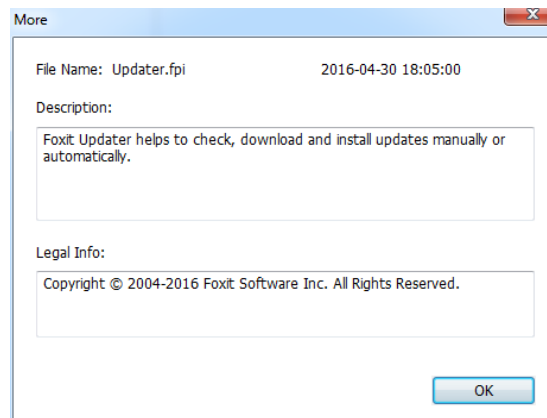 More
File Name: Updater.fpi 2016-04-30 18:05:00
Description:
Foxit Updater helps to check, download and install updates manually or
automatically.
Legal Info:
Copyright © 2004-2016 Foxit Software Inc. All Rights Reserved.
OK